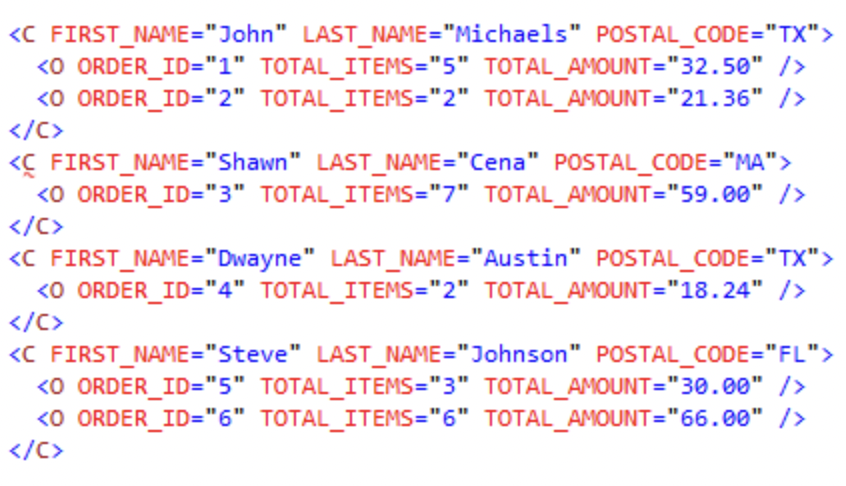 <C FIRST_NAME="John" LAST_NAME="Michaels" POSTAL_CODE="TX">
<O ORDER_ID="1" TOTAL_ITEMS="5" TOTAL_AMOUNT="32.50" />
<O ORDER_ID="2" TOTAL_ITEMS="2" TOTAL_AMOUNT="21.36" />
</C>
<C FIRST_NAME="Shawn" LAST_NAME="Cena" POSTAL_CODE="MA">
<O ORDER_ID="3" TOTAL_ITEMS="7" TOTAL_AMOUNT="59.00" />
</C>
<C FIRST_NAME="Dwayne" LAST_NAME="Austin" POSTAL_CODE="TX">
<O ORDER_ID="4" TOTAL_ITEMS="2" TOTAL_AMOUNT="18.24" />
</C>
<C FIRST_NAME="Steve" LAST_NAME="Johnson" POSTAL_CODE="FL">
<O ORDER_ID="5" TOTAL_ITEMS="3" TOTAL_AMOUNT="30.00" />
<O ORDER_ID="6" TOTAL_ITEMS="6" TOTAL_AMOUNT="66.00" />
</C>